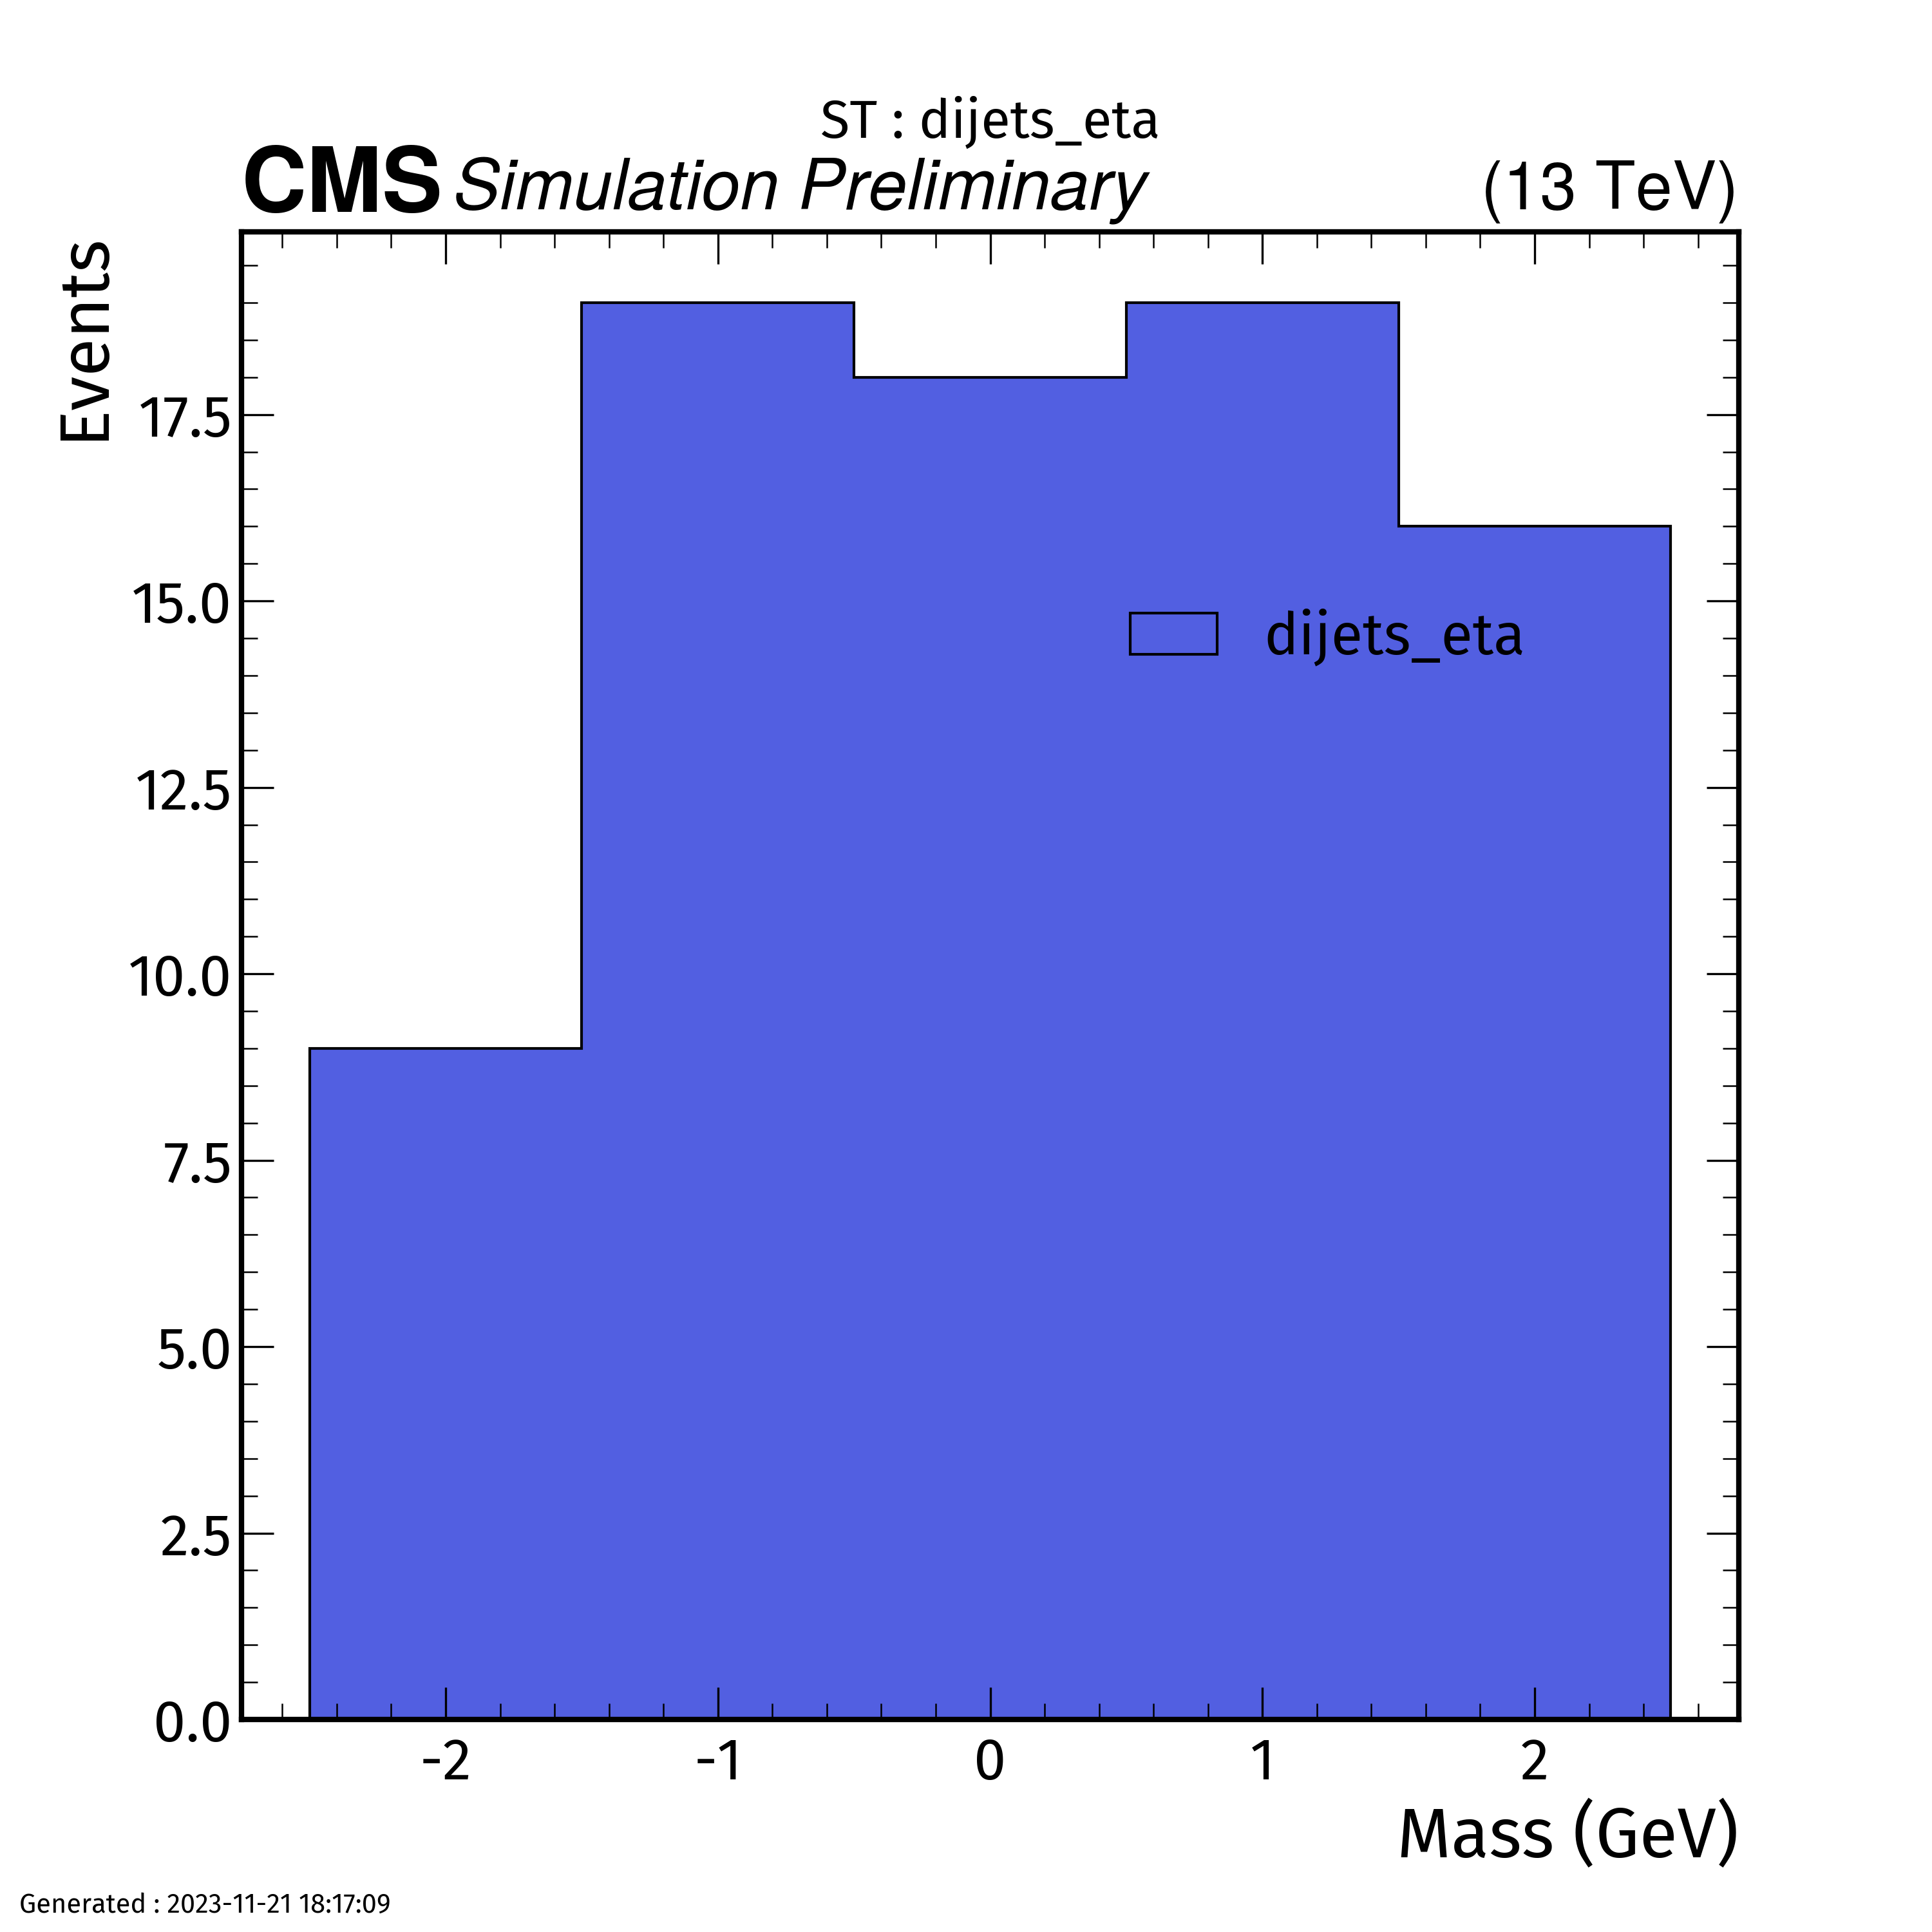 ST : dijets_eta
CMS Simulation Preliminary (13 TeV)
Events
17.5
15.0
dijets_eta
12.5
10.0
7.5
5.0
2.5
0.0
-2 -1 0 1 2
Mass (GeV)
Generated : 2023-11-21 18:17:09